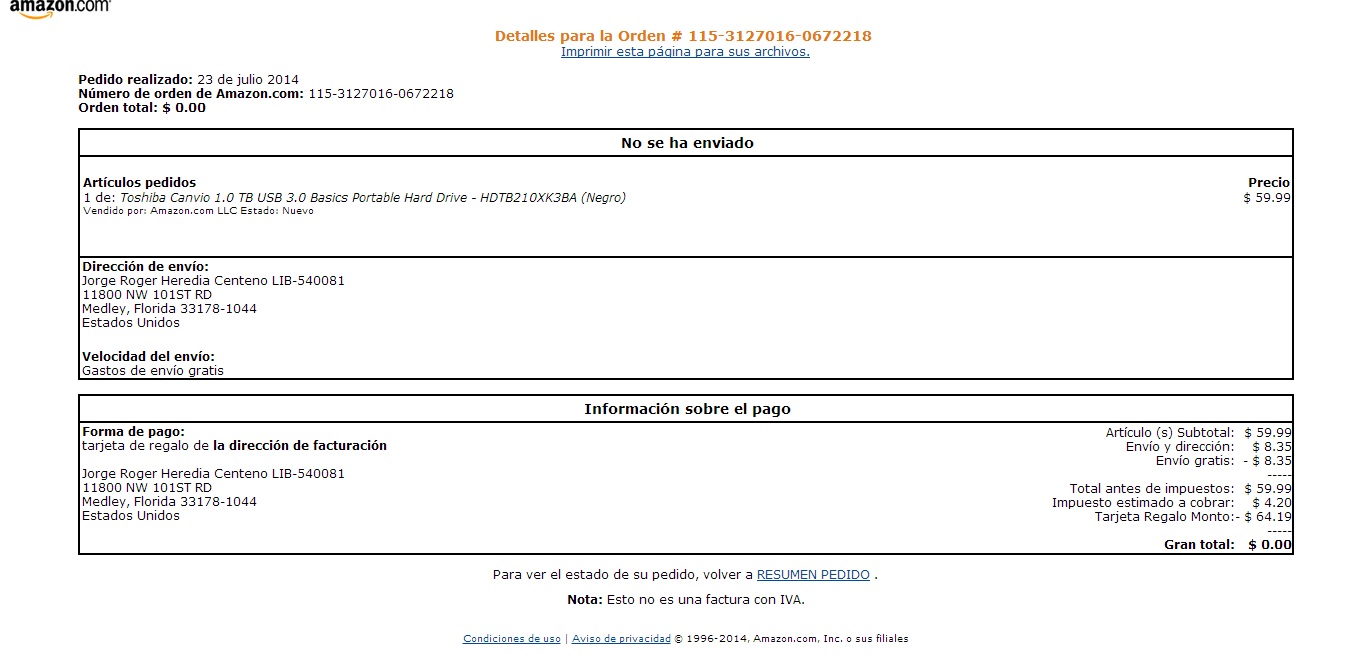 amazon.com
Detalles para la Orden # 115-3127016-0672218
Imprimir esta página para sus archivos.
Pedido realizado: 23 de julio 2014
Número de orden de Amazon.com: 115-3127016-0672218
Orden total: $ 0.00
No se ha enviado
Artículos pedidos Precio
1 de: Toshiba Canvio 1.0 TB USB 3.0 Basics Portable Hard Drive - HDTB210XK3BA (Negro) $ 59.99
Vendido por: Amazon.com LLC Estado: Nuevo
Dirección de envío:
Jorge Roger Heredia Centeno LIB-540081
11800 NW 101ST RD
Medley, Florida 33178-1044
Estados Unidos
Velocidad del envío:
Gastos de envío gratis
Información sobre el pago
Forma de pago:
tarjeta de regalo de la dirección de facturación
Jorge Roger Heredia Centeno LIB-540081
11800 NW 101ST RD
Medley, Florida 33178-1044
Estados Unidos
Artículo (s) Subtotal: $ 59.99
Envío y dirección: $ 8.35
Envío gratis: - $ 8.35
-----
Total antes de impuestos: $ 59.99
Impuesto estimado a cobrar: $ 4.20
Tarjeta Regalo Monto:- $ 64.19
-----
Gran total: $ 0.00
Para ver el estado de su pedido, volver a RESUMEN PEDIDO .
Nota: Esto no es una factura con IVA.
Condiciones de uso | Aviso de privacidad © 1996-2014, Amazon.com, Inc. o sus filiales